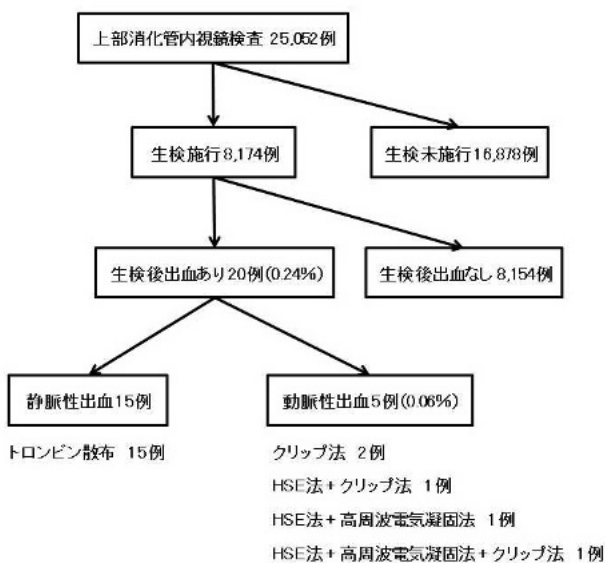 上部消化管内視鏡検査 25,052例
生検施行 8,174例
生検未施行 16,878例
生検後出血あり 20例(0.24%)
生検後出血なし 8,154例
静脈性出血 15例
動脈性出血 5例(0.06%)
トロンビン散布 15例
クリップ法 2例
HSE法+クリップ法 1例
HSE法+高周波電気凝固法 1例
HSE法+高周波電気凝固法+クリップ法 1例